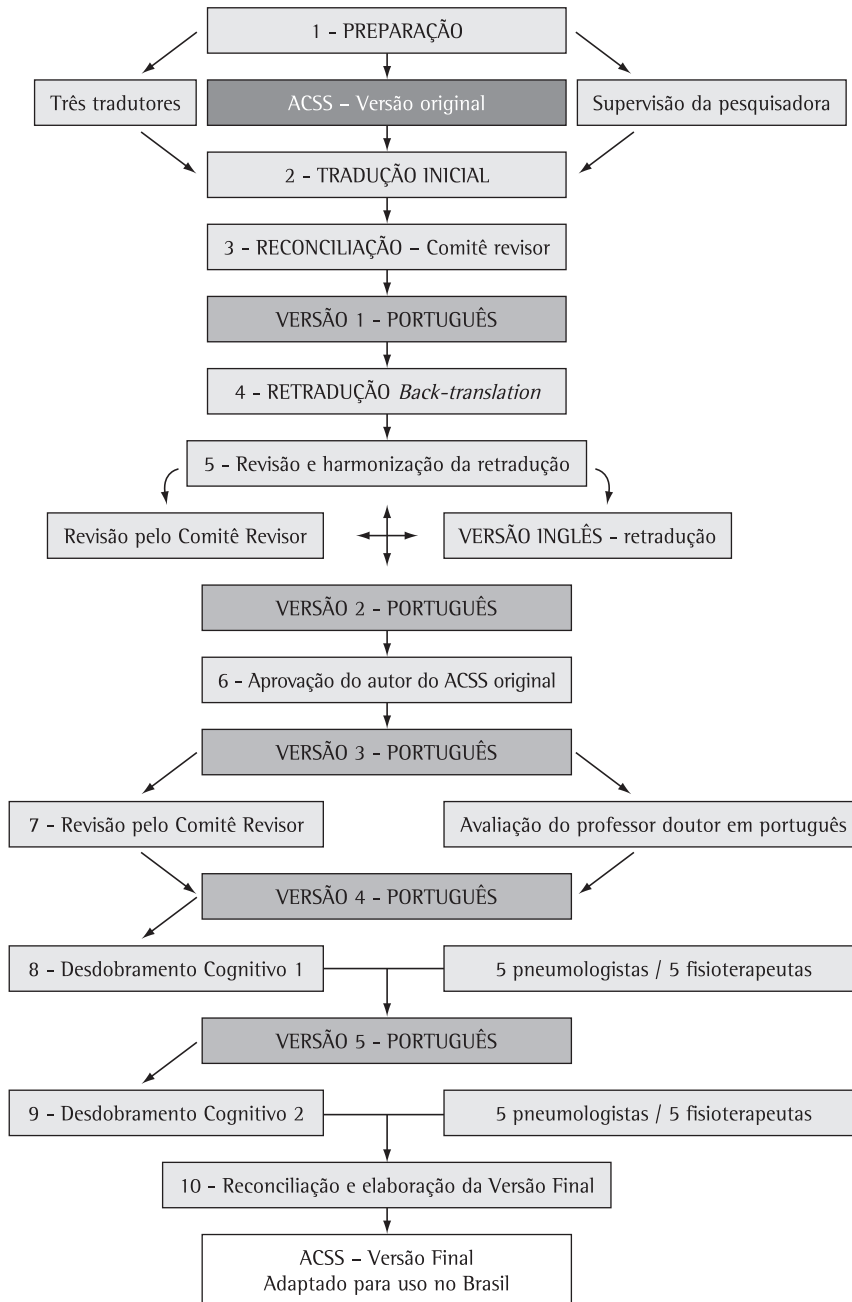 1 - PREPARAÇÃO
Três tradutores
ACSS – Versão original
Supervisão da pesquisadora
2 - TRADUÇÃO INICIAL
3 - RECONCILIAÇÃO – Comitê revisor
VERSÃO 1 - PORTUGUÊS
4 - RETRADUÇÃO Back-translation
5 - Revisão e harmonização da retradução
Revisão pelo Comitê Revisor
VERSÃO INGLÊS - retradução
VERSÃO 2 - PORTUGUÊS
6 - Aprovação do autor do ACSS original
VERSÃO 3 - PORTUGUÊS
7 - Revisão pelo Comitê Revisor
Avaliação do professor doutor em português
VERSÃO 4 - PORTUGUÊS
8 - Desdobramento Cognitivo 1
5 pneumologistas / 5 fisioterapeutas
VERSÃO 5 - PORTUGUÊS
9 - Desdobramento Cognitivo 2
5 pneumologistas / 5 fisioterapeutas
10 - Reconciliação e elaboração da Versão Final
ACSS – Versão Final
Adaptado para uso no Brasil